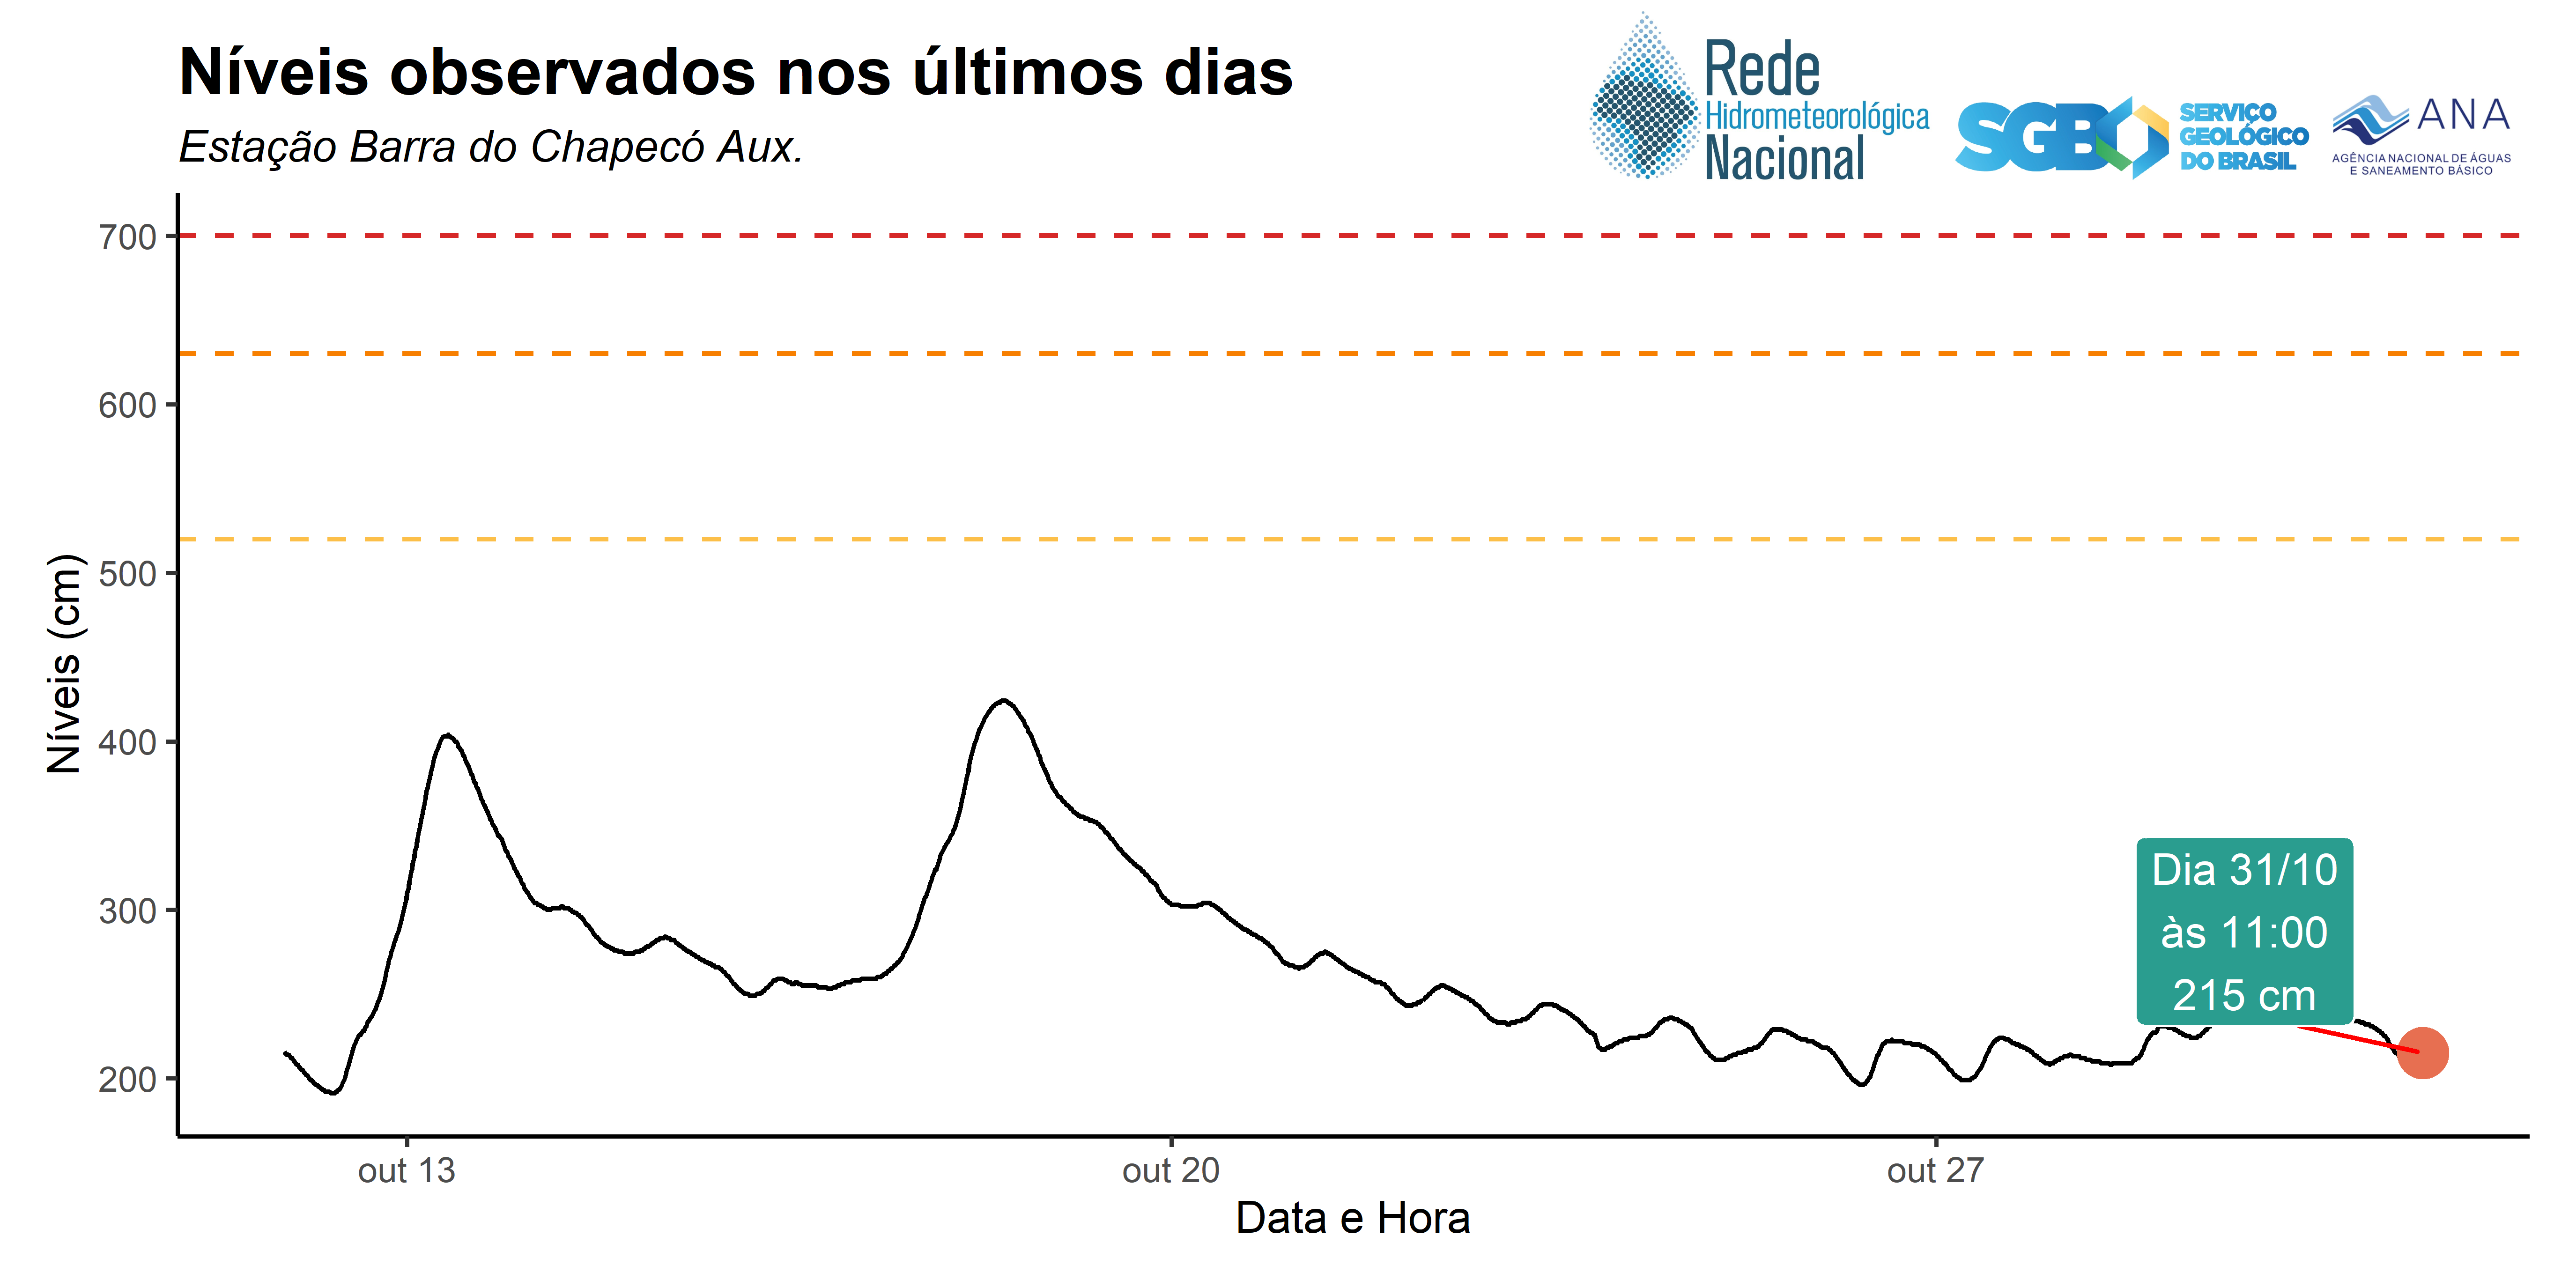 Níveis observados nos últimos dias
Estação Barra do Chapecó Aux.
Rede
Hidrometeorológica
Nacional
SGB
SERVIÇO
GEOLÓGICO
DO BRASIL
ANA
AGÊNCIA NACIONAL DE ÁGUAS
E SANEAMENTO BÁSICO
Níveis (cm)
700
600
500
400
300
200
Dia 31/10
às 11:00
215 cm
out 13
out 20
out 27
Data e Hora